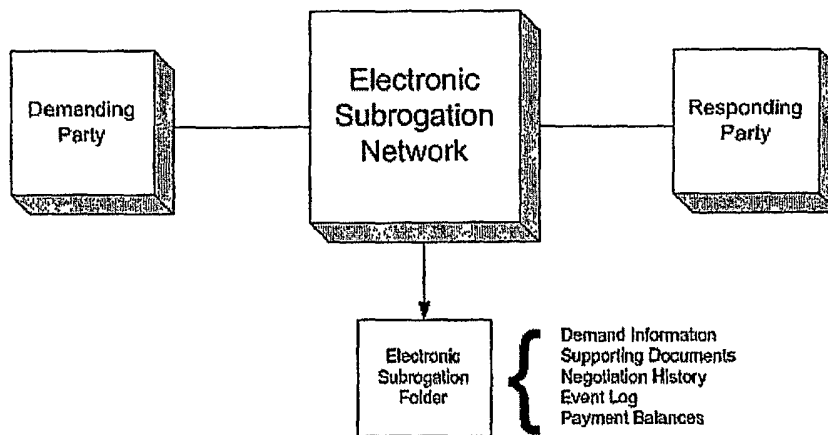 Demanding
Party
Electronic
Subrogation
Network
Responding
Party
Electronic
Subrogation
Folder
Demand Information
Supporting Documents
Negotiation History
Event Log
Payment Balances